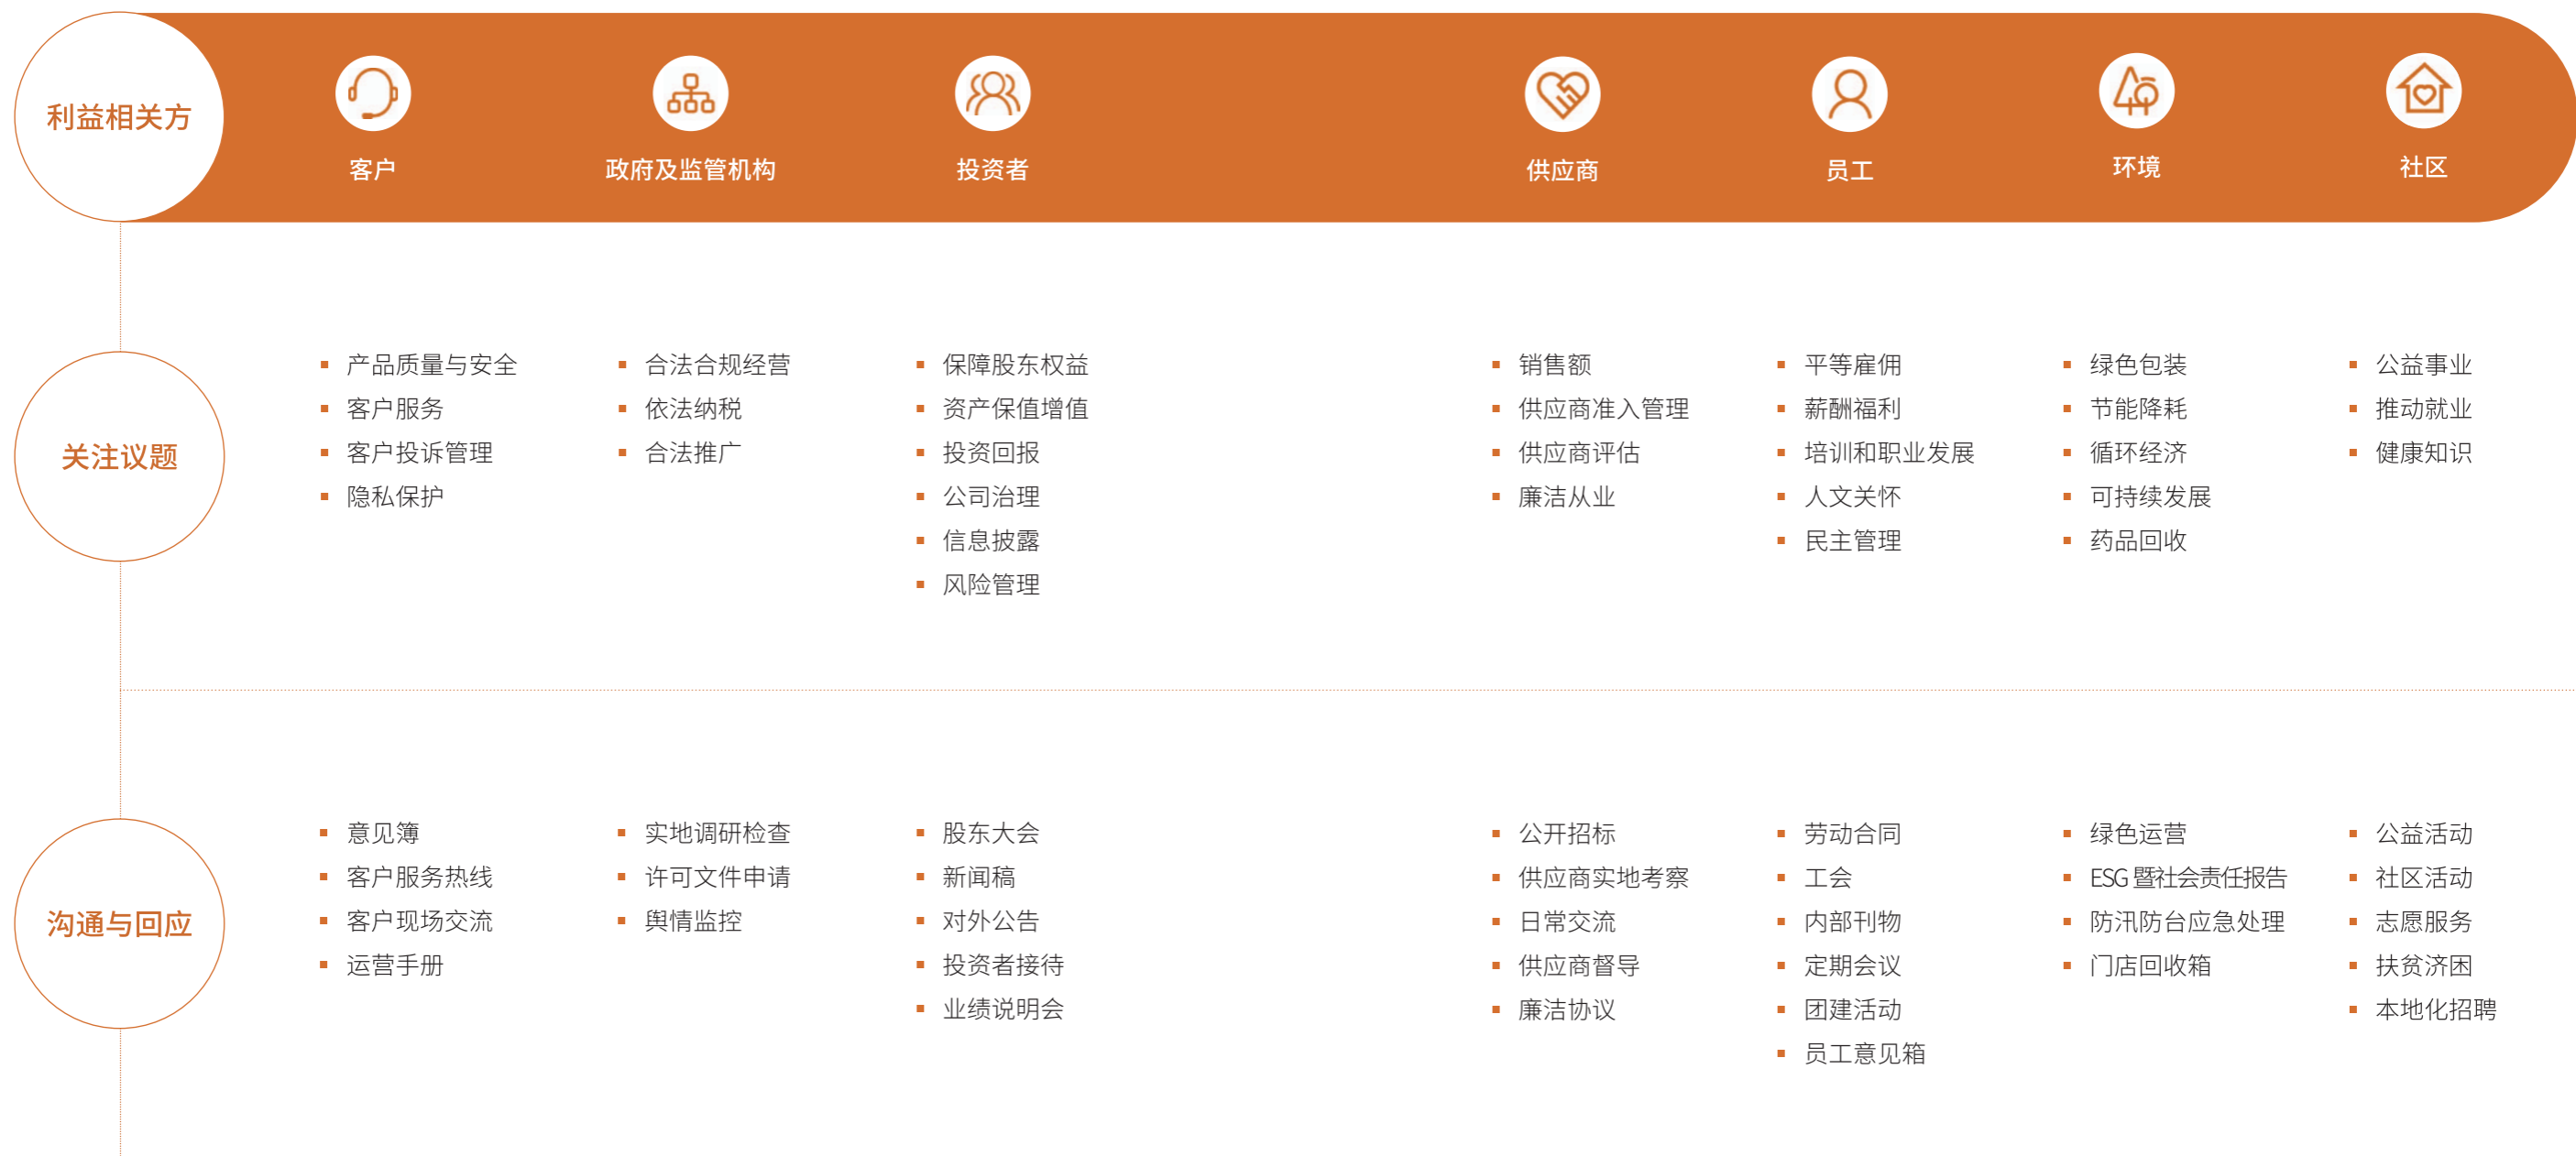 利益相关方
客户
政府及监管机构
投资者
供应商
员工
环境
社区
关注议题
产品质量与安全
客户服务
客户投诉管理
隐私保护
合法合规经营
依法纳税
合法推广
保障股东权益
资产保值增值
投资回报
公司治理
信息披露
风险管理
销售额
供应商准入管理
供应商评估
廉洁从业
平等雇佣
薪酬福利
培训和职业发展
人文关怀
民主管理
绿色包装
节能降耗
循环经济
可持续发展
药品回收
公益事业
推动就业
健康知识
沟通与回应
意见簿
客户服务热线
客户现场交流
运营手册
实地调研检查
许可文件申请
舆情监控
股东大会
新闻稿
对外公告
投资者接待
业绩说明会
公开招标
供应商实地考察
日常交流
供应商督导
廉洁协议
劳动合同
工会
内部刊物
定期会议
团建活动
员工意见箱
绿色运营
ESG 暨社会责任报告
防汛防台应急处理
门店回收箱
公益活动
社区活动
志愿服务
扶贫济困
本地化招聘